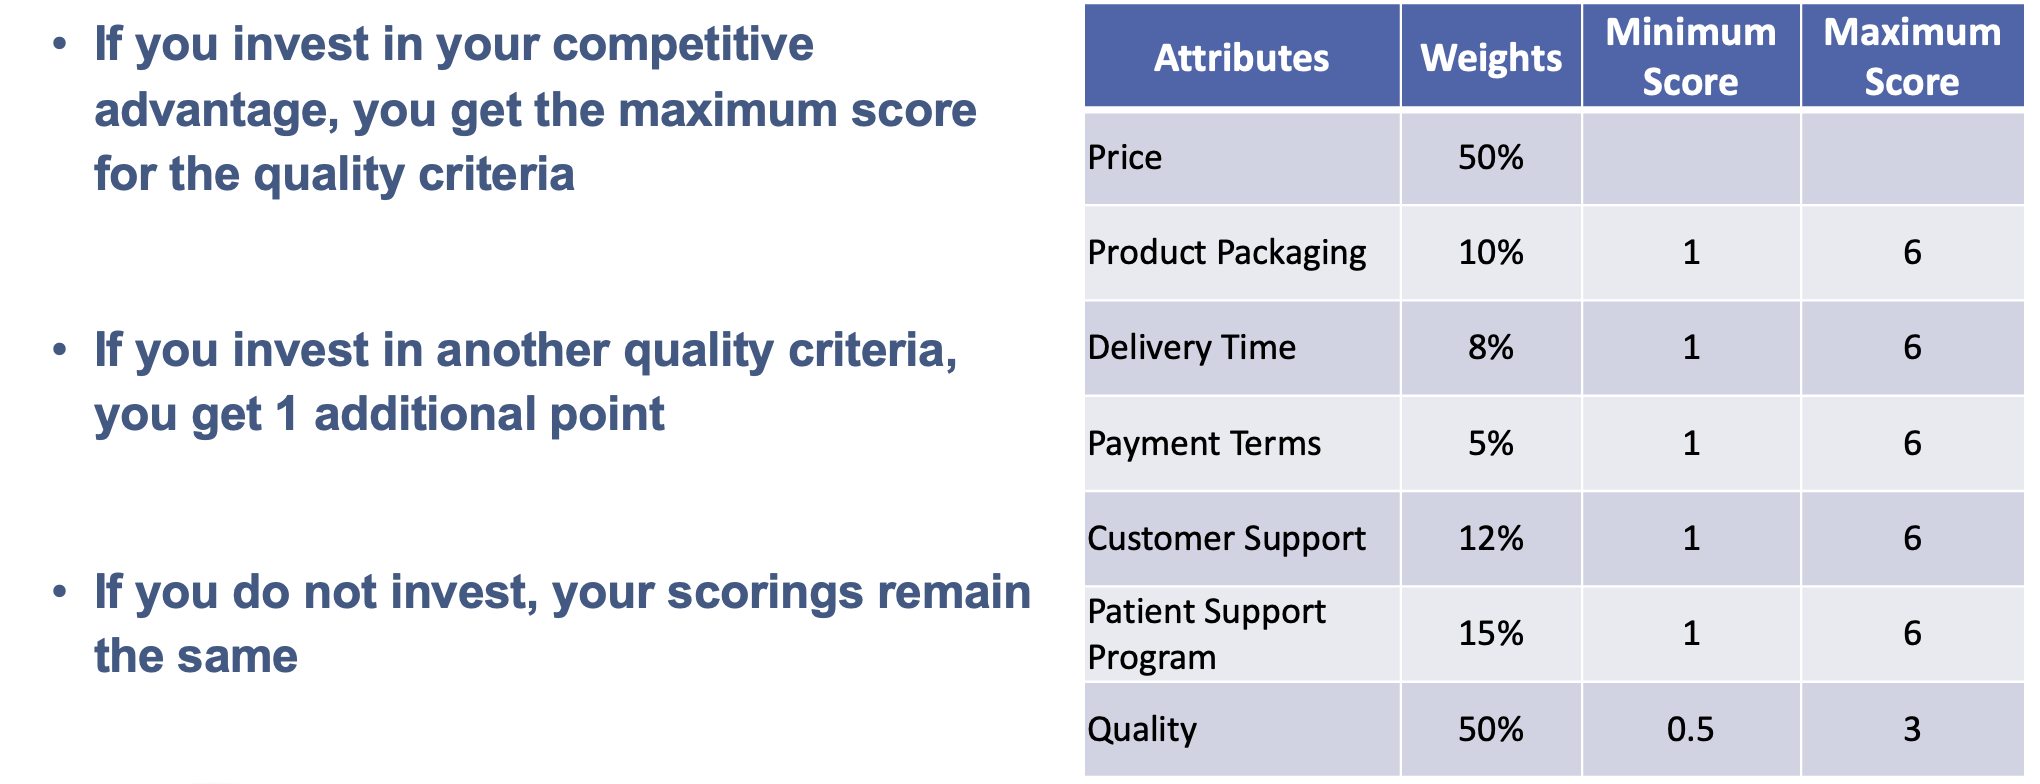 • If you invest in your competitive
advantage, you get the maximum score
for the quality criteria
• If you invest in another quality criteria,
you get 1 additional point
• If you do not invest, your scorings remain
the same
Attributes Weights Minimum Score Maximum Score
Price 50%
Product Packaging 10% 1 6
Delivery Time 8% 1 6
Payment Terms 5% 1 6
Customer Support 12% 1 6
Patient Support Program 15% 1 6
Quality 50% 0.5 3